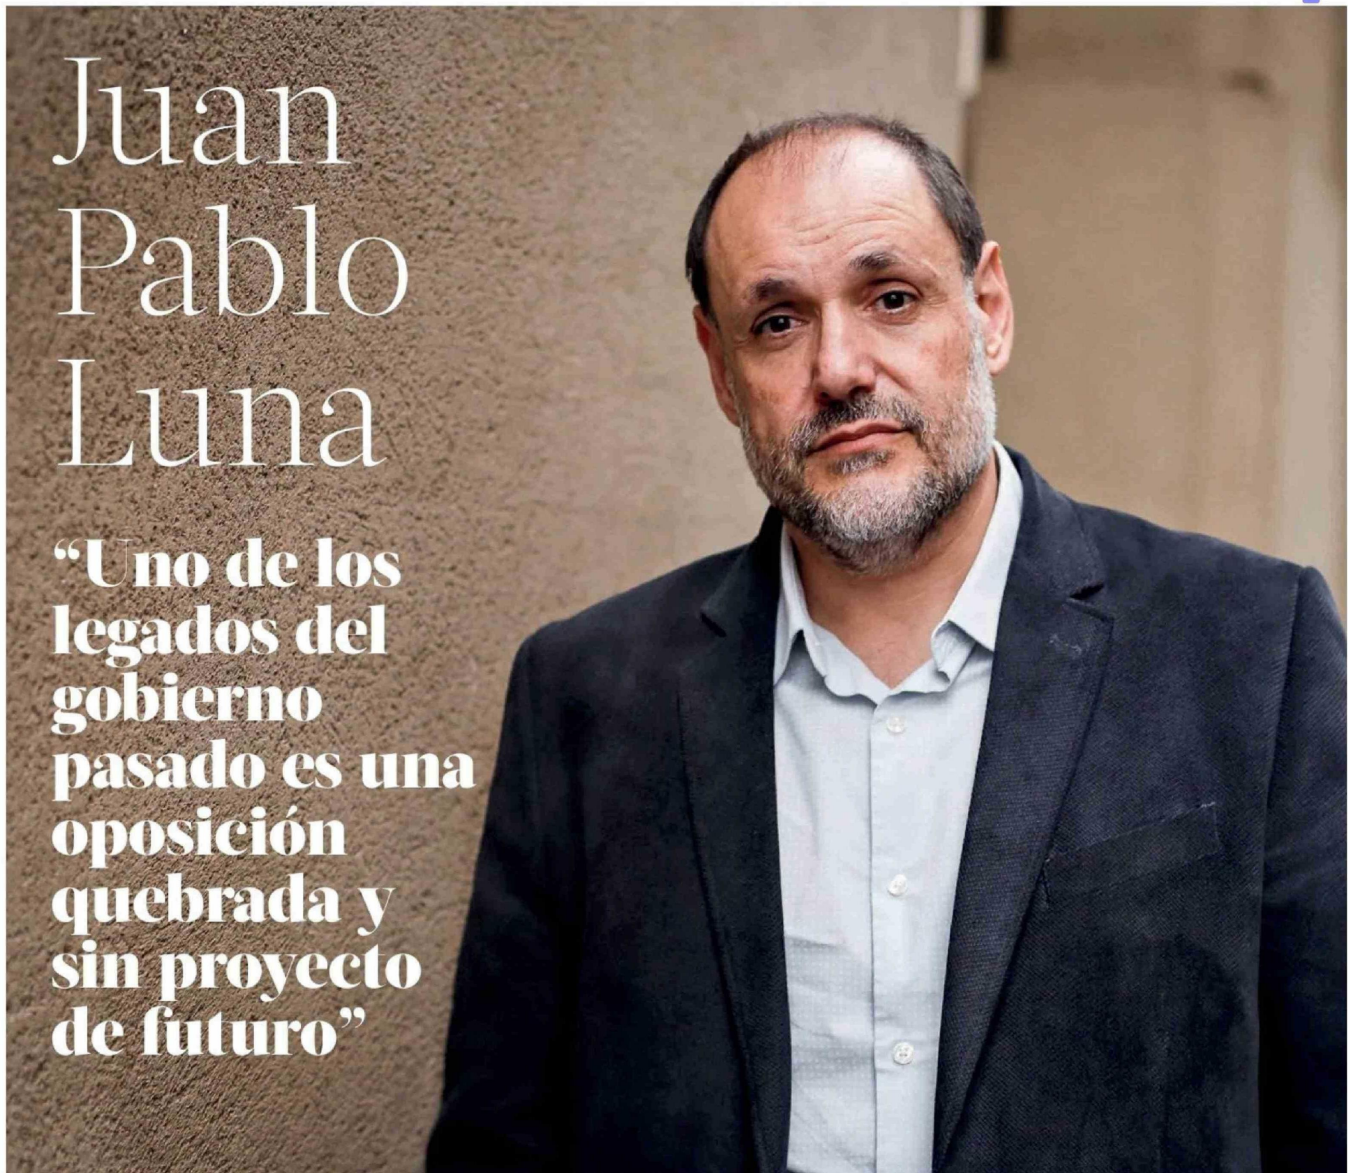 Juan
Pablo
Luna
“Uno de los
legados del
gobierno
pasado es una
oposición
quebrada y
sin proyecto
de futuro”